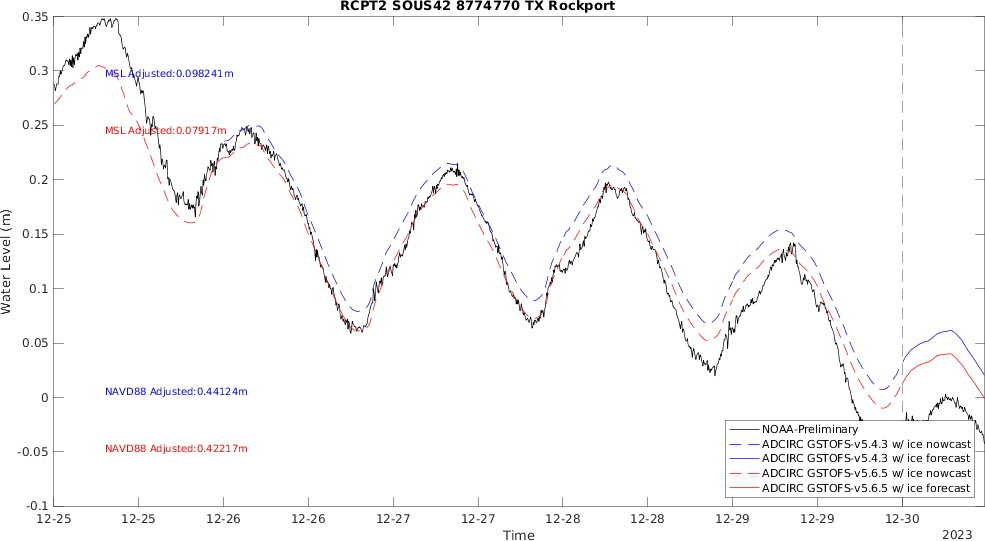 RCPT2 SOUS42 8774770 TX Rockport
0.35
0.3
0.25
0.2
0.15
0.1
0.05
0
-0.05
-0.1
Water Level (m)
MSL Adjusted:0.098241m
MSL Adjusted:0.07917m
NAVD88 Adjusted:0.44124m
NAVD88 Adjusted:0.42217m
NOAA-Preliminary
ADCIRC GSTOFS-v5.4.3 w/ ice nowcast
ADCIRC GSTOFS-v5.4.3 w/ ice forecast
ADCIRC GSTOFS-v5.6.5 w/ ice nowcast
ADCIRC GSTOFS-v5.6.5 w/ ice forecast
12-25 12-25 12-26 12-26 12-27 12-27 12-28 12-28 12-29 12-29 12-30
Time
2023